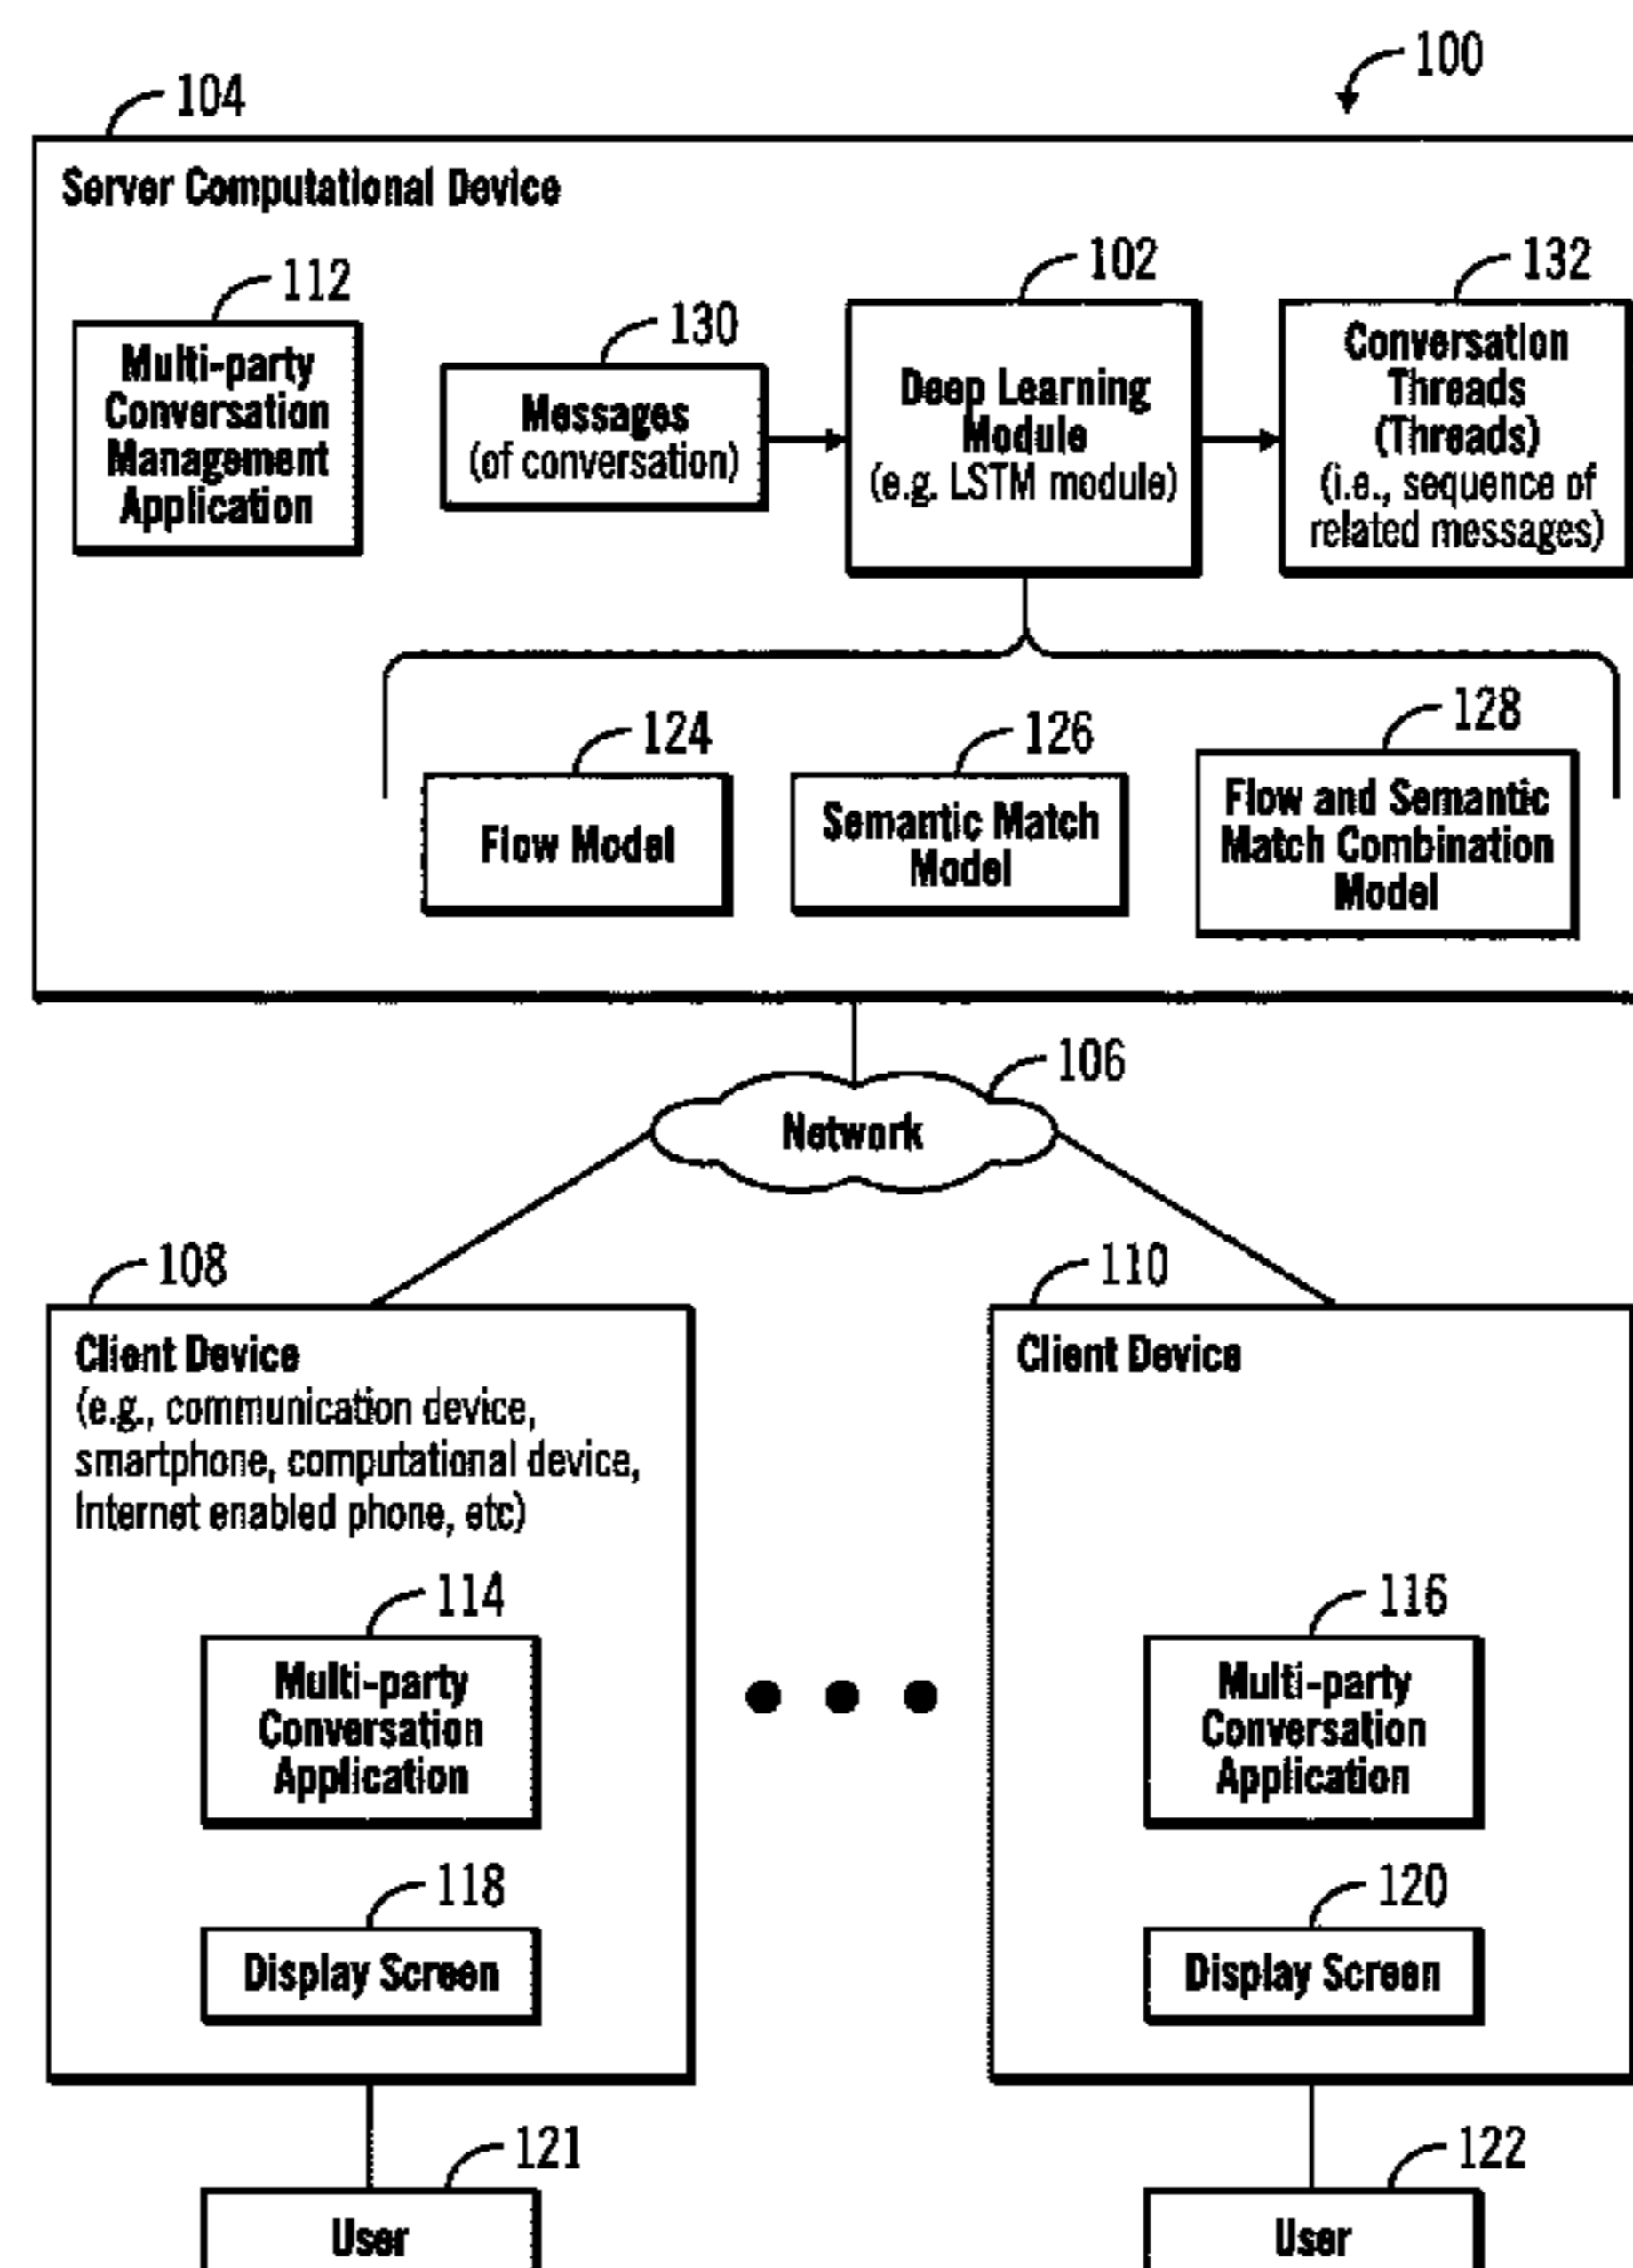 100
104
Server Computational Device
112
Multi-party
Conversation
Management
Application
130
Messages
(of conversation)
102
Deep Learning
Module
(e.g. LSTM module)
132
Conversation
Threads
(Threads)
(i.e., sequence of
related messages)
124
Flow Model
126
Semantic Match
Model
128
Flow and Semantic
Match Combination
Model
106
Network
108
Client Device
(e.g., communication device,
smartphone, computational device,
Internet enabled phone, etc)
114
Multi-party
Conversation
Application
118
Display Screen
121
User
110
Client Device
116
Multi-party
Conversation
Application
120
Display Screen
122
User